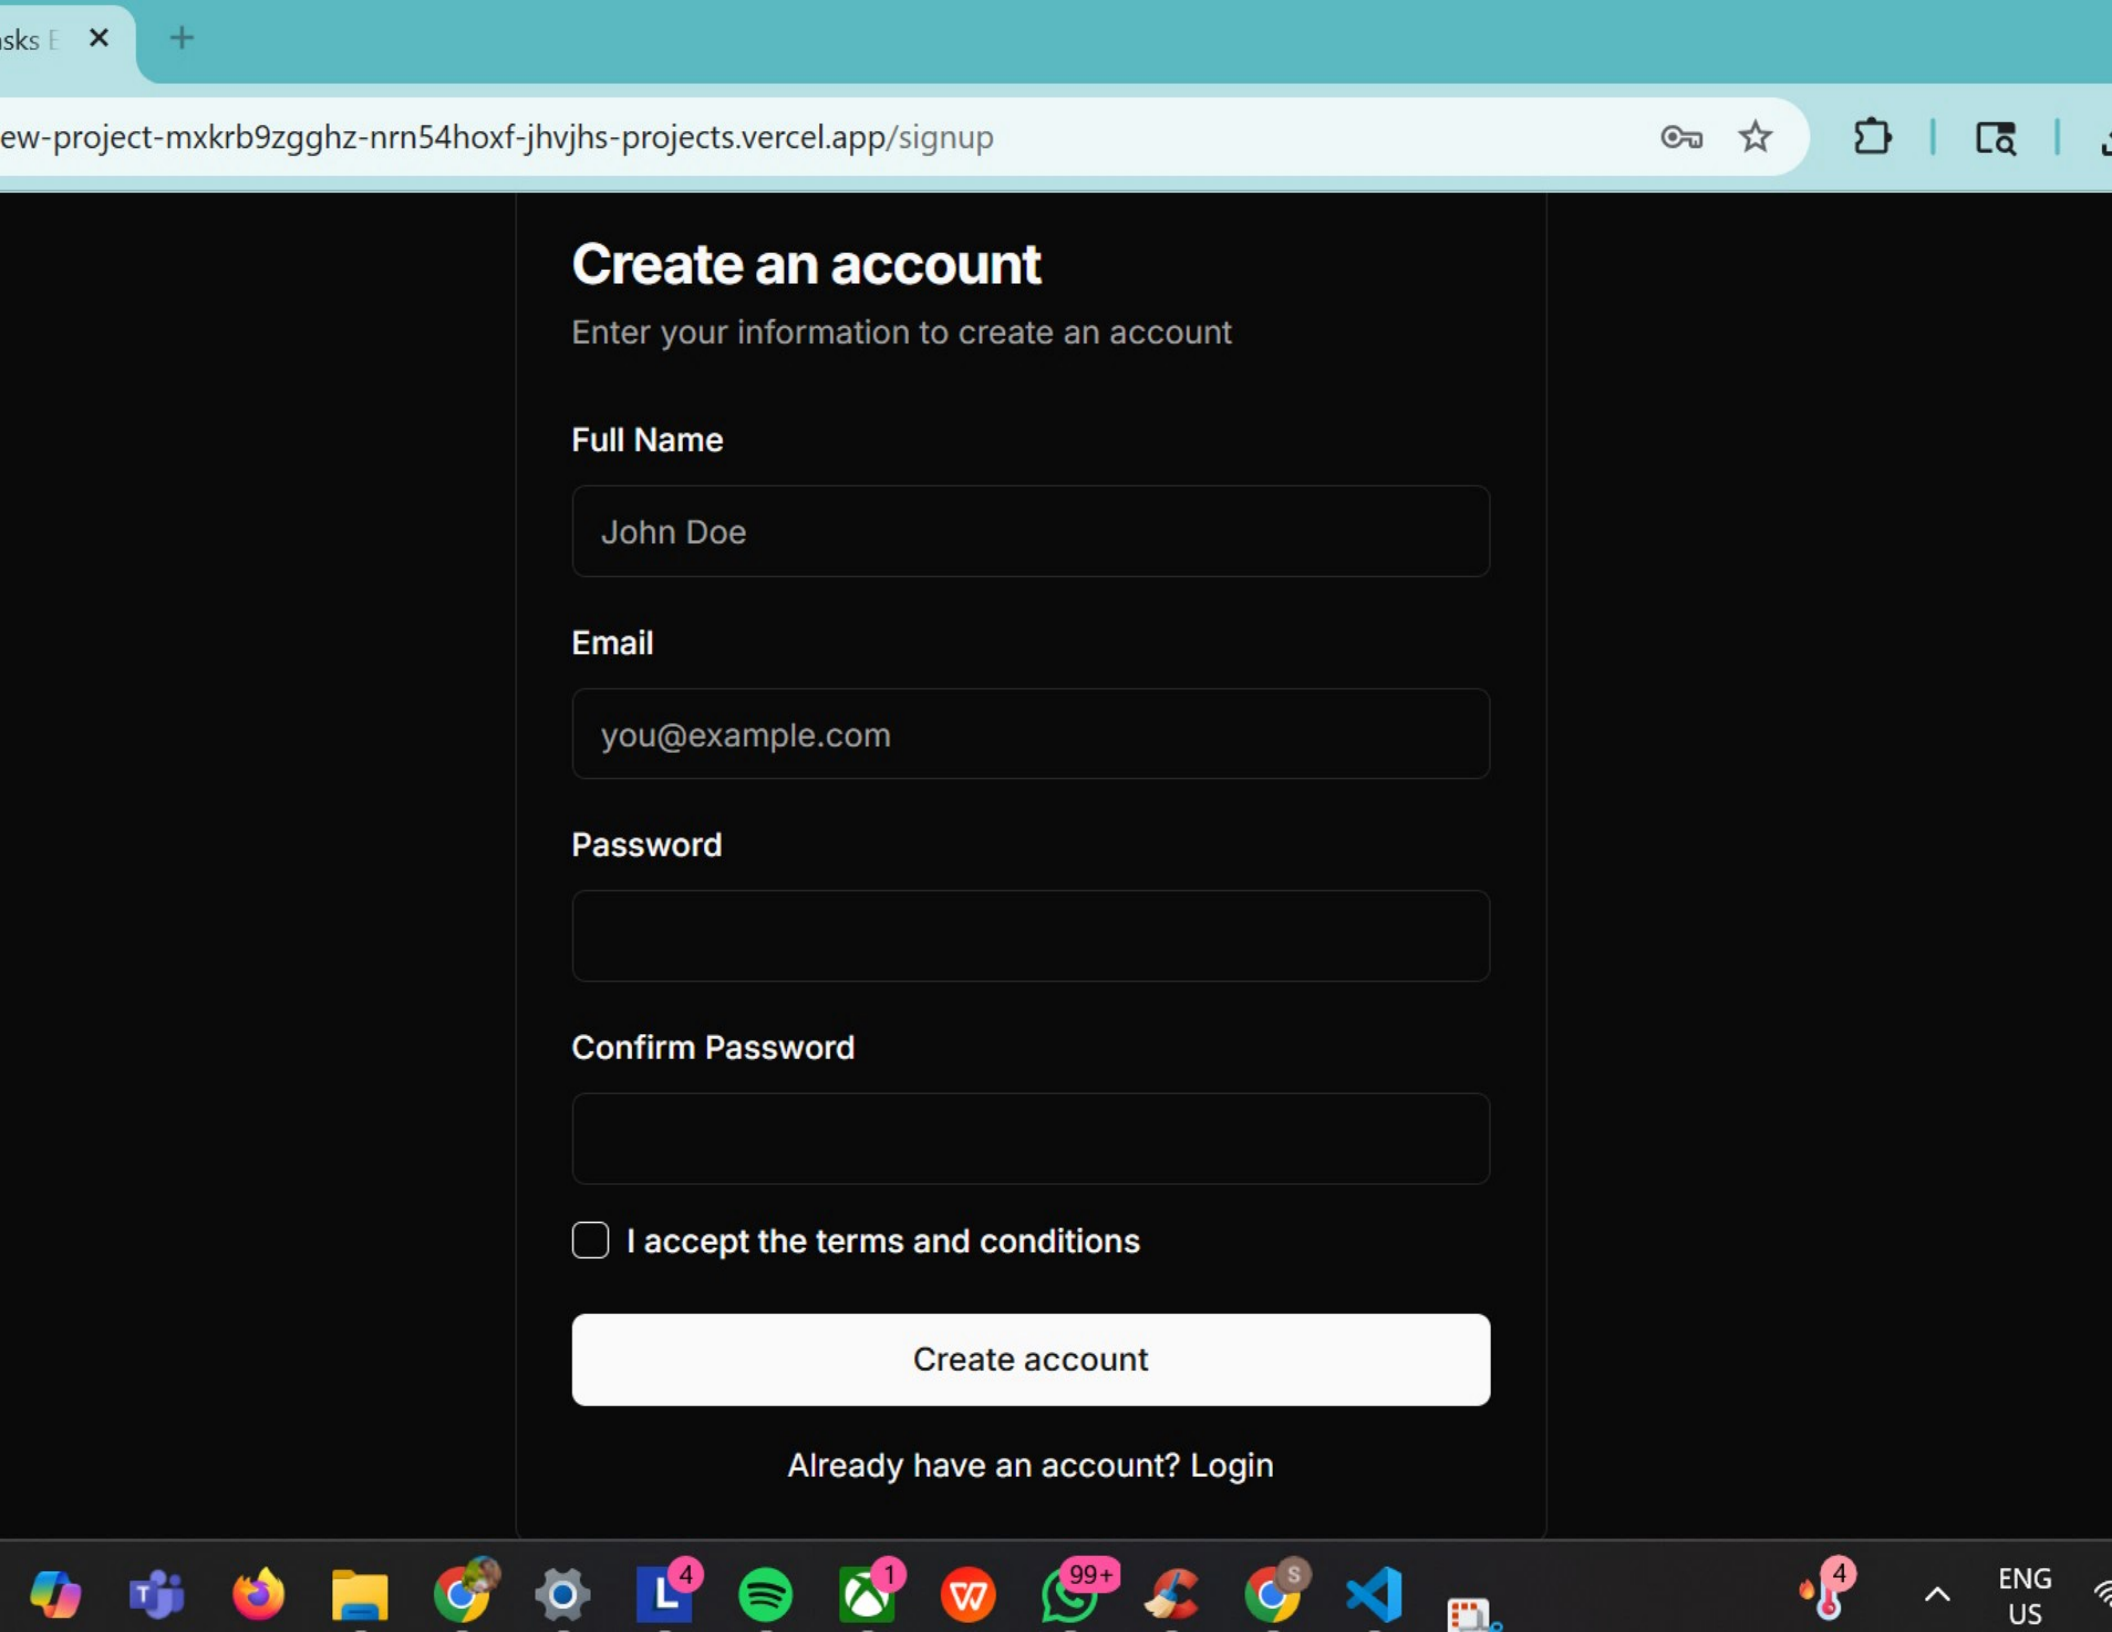 asks E
ew-project-mxkrb9zgghz-nrn54hoxf-jhvjhs-projects.vercel.app/signup
Create an account
Enter your information to create an account
Full Name
John Doe
Email
you@example.com
Password
Confirm Password
I accept the terms and conditions
Create account
Already have an account? Login
T
L
4
1
W
99+
S
4
ENG
US